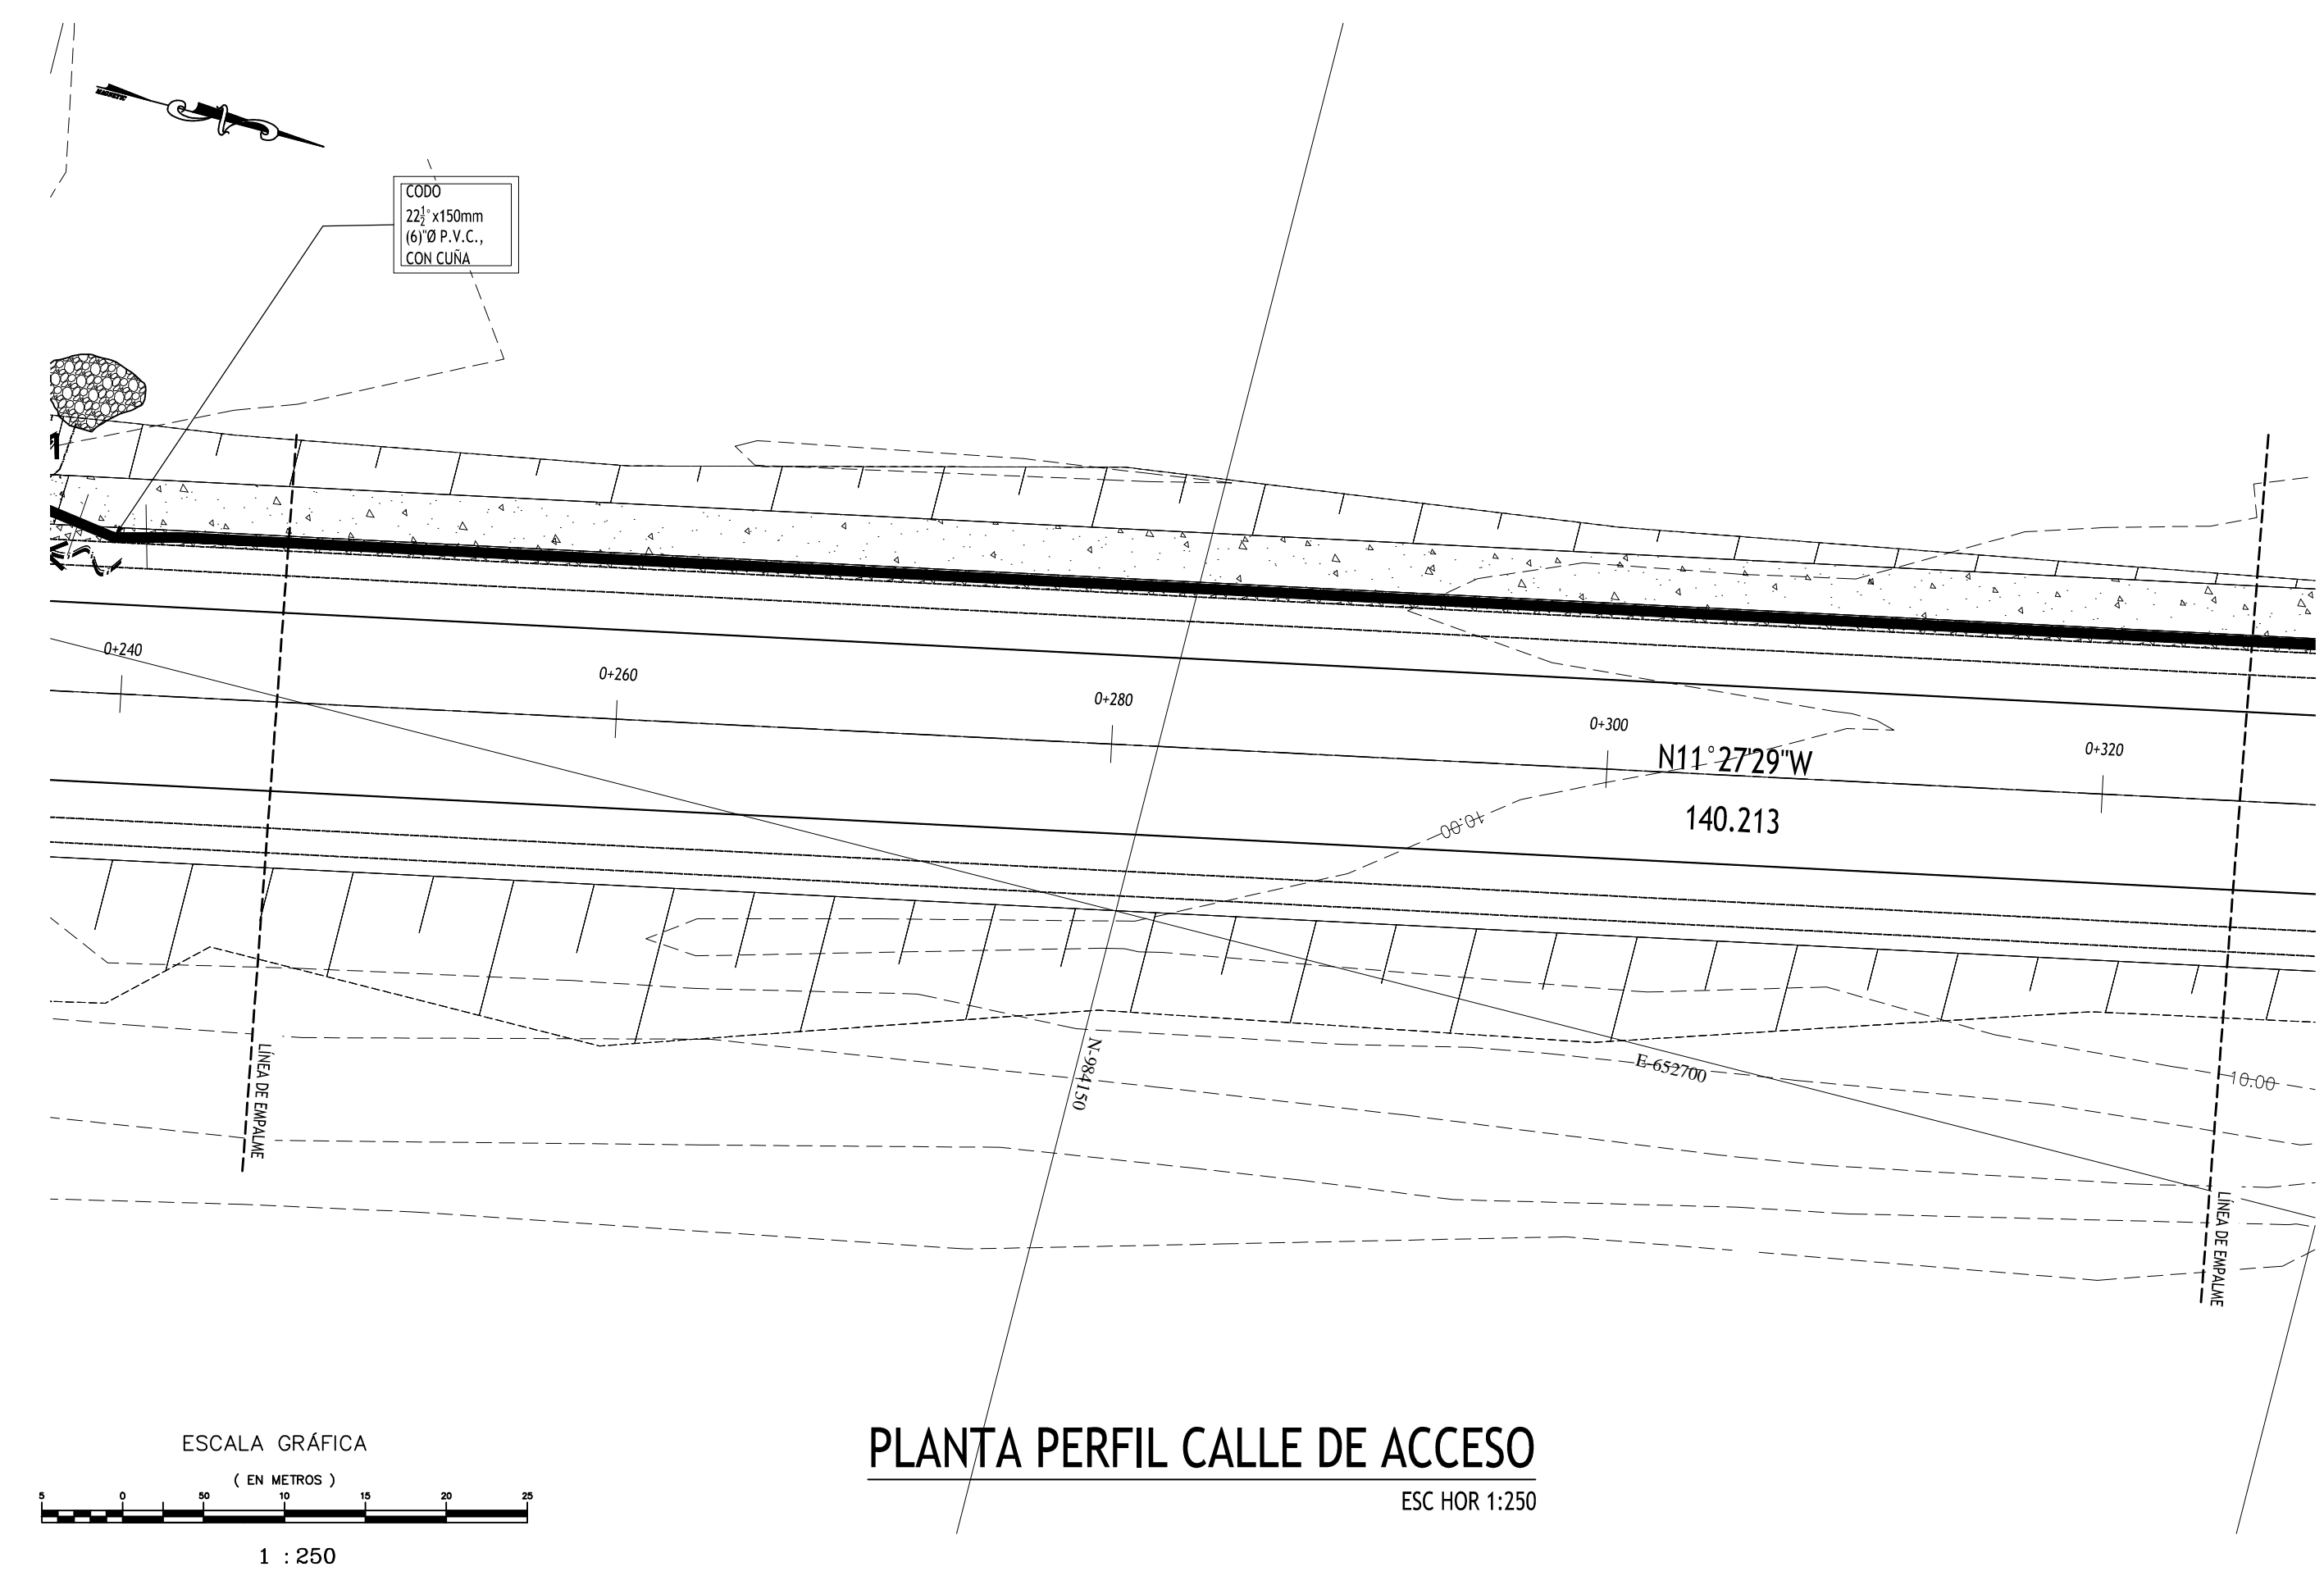 MAGNETIC
CODO
22½°x150mm
(6)"Ø P.V.C.,
CON CUÑA
0+240
0+260
0+280
0+300
0+320
N11°27'29"W
140.213
10.00
N-984150
E-652700
10.00
LÍNEA DE EMPALME
LÍNEA DE EMPALME
PLANTA PERFIL CALLE DE ACCESO
ESC HOR 1:250
ESCALA GRÁFICA
( EN METROS )
5 0 50 10 15 20 25
1 : 250